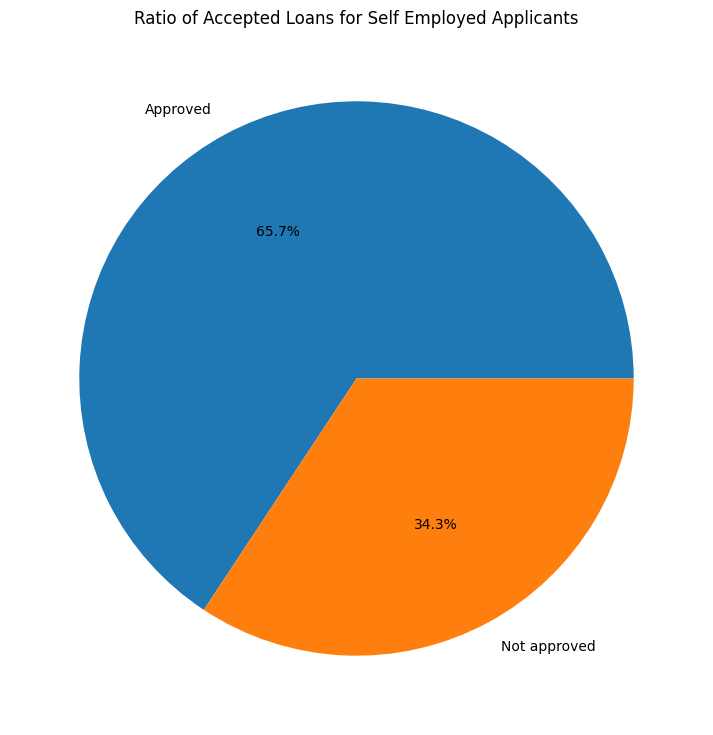 Ratio of Accepted Loans for Self Employed Applicants
Approved
65.7%
34.3%
Not approved